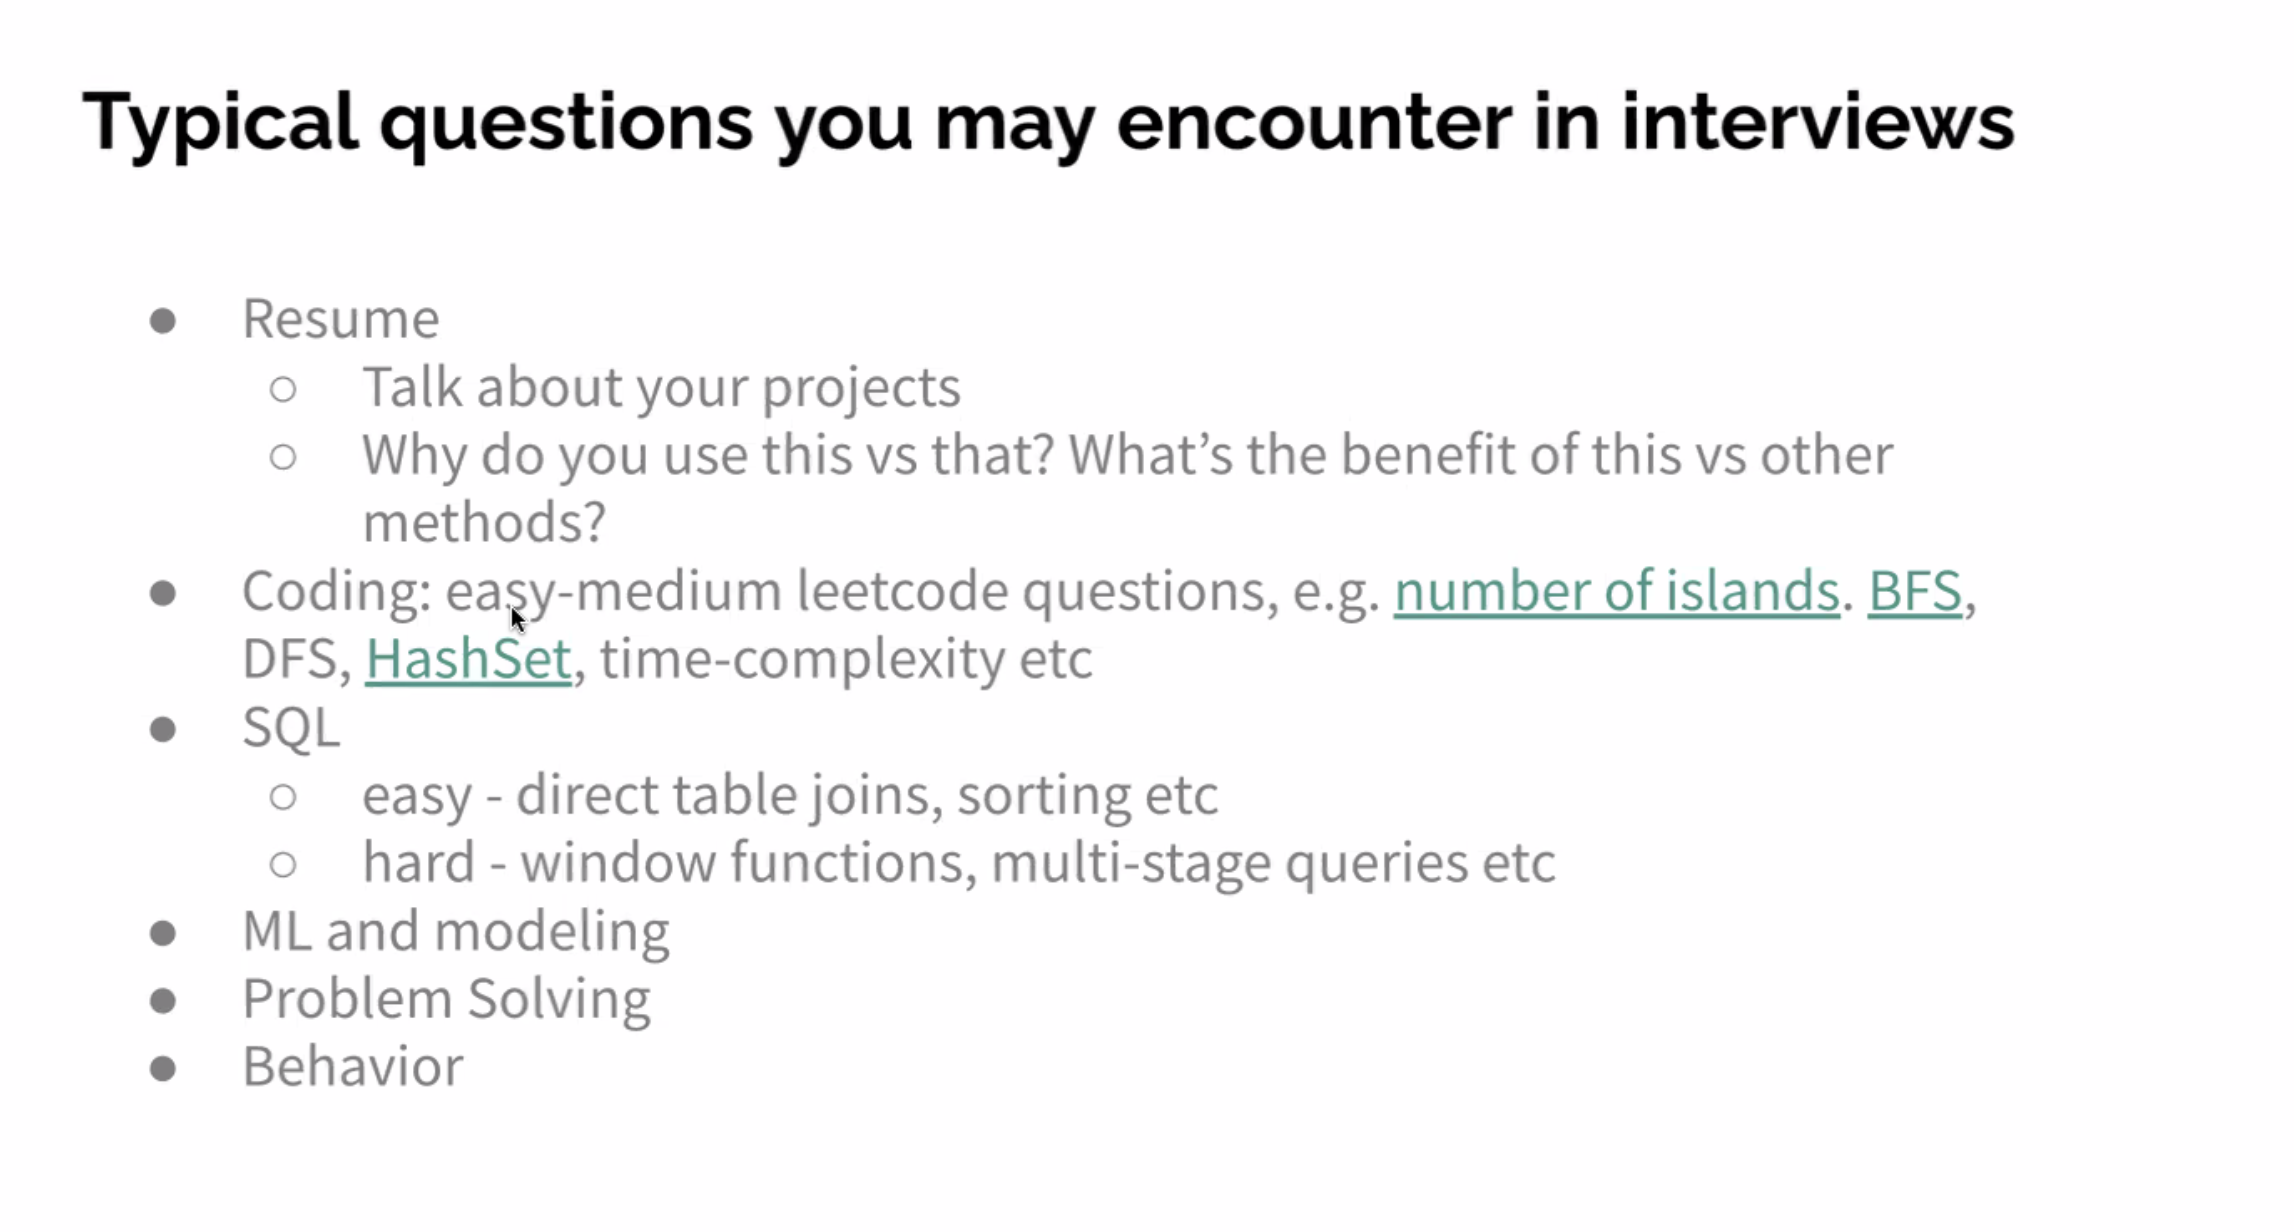 Typical questions you may encounter in interviews
● Resume
○ Talk about your projects
○ Why do you use this vs that? What’s the benefit of this vs other
methods?
● Coding: easy-medium leetcode questions, e.g. number of islands. BFS,
DFS, HashSet, time-complexity etc
● SQL
○ easy - direct table joins, sorting etc
○ hard - window functions, multi-stage queries etc
● ML and modeling
● Problem Solving
● Behavior